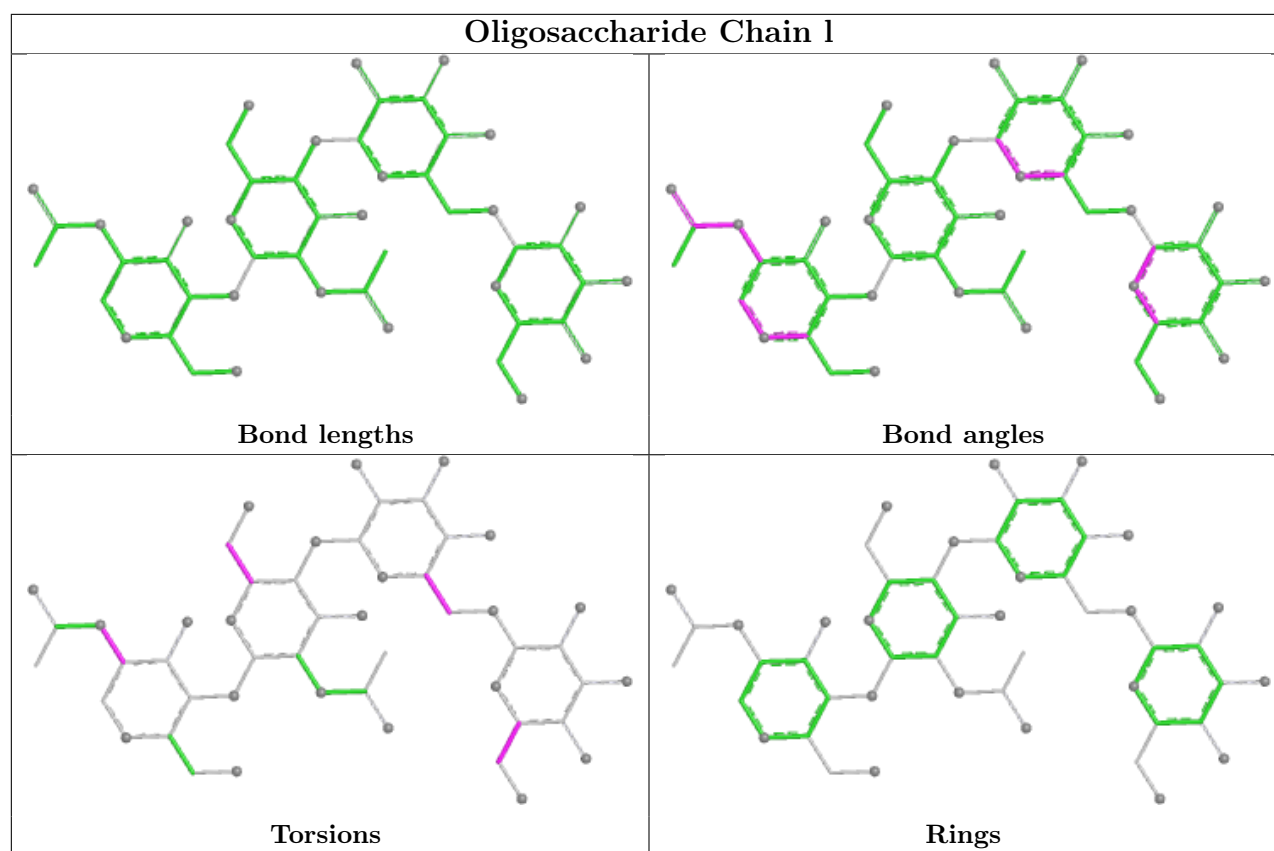 Oligosaccharide Chain l
Bond lengths
Bond angles
Torsions
Rings